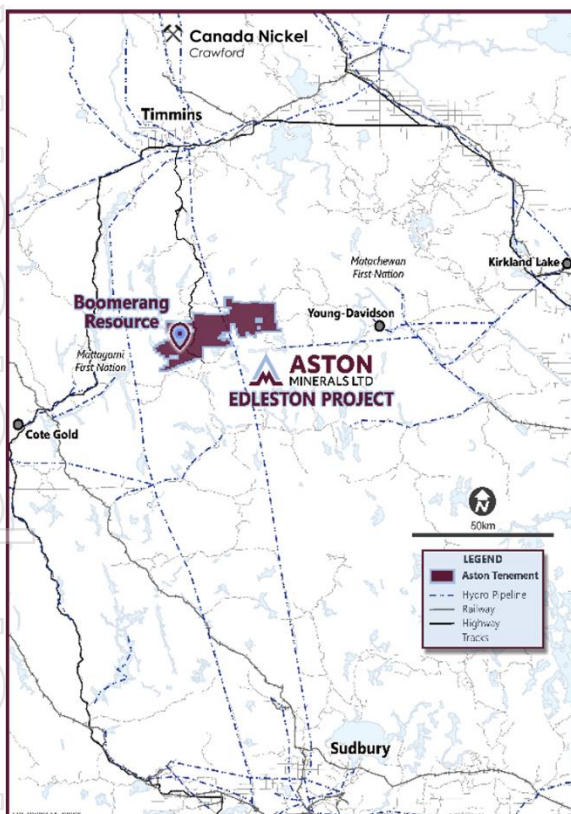 Canada Nickel
Crawford
Timmins
Kirkland Lake
Matachewan
First Nation
Young-Davidson
Boomerang
Resource
Mattagami
First Nation
ASTON
MINERALS LTD
EDLESTON PROJECT
Cote Gold
N
50km
LEGEND
Aston Tenement
Hydro Pipeline
Railway
Highway
Tracks
Sudbury